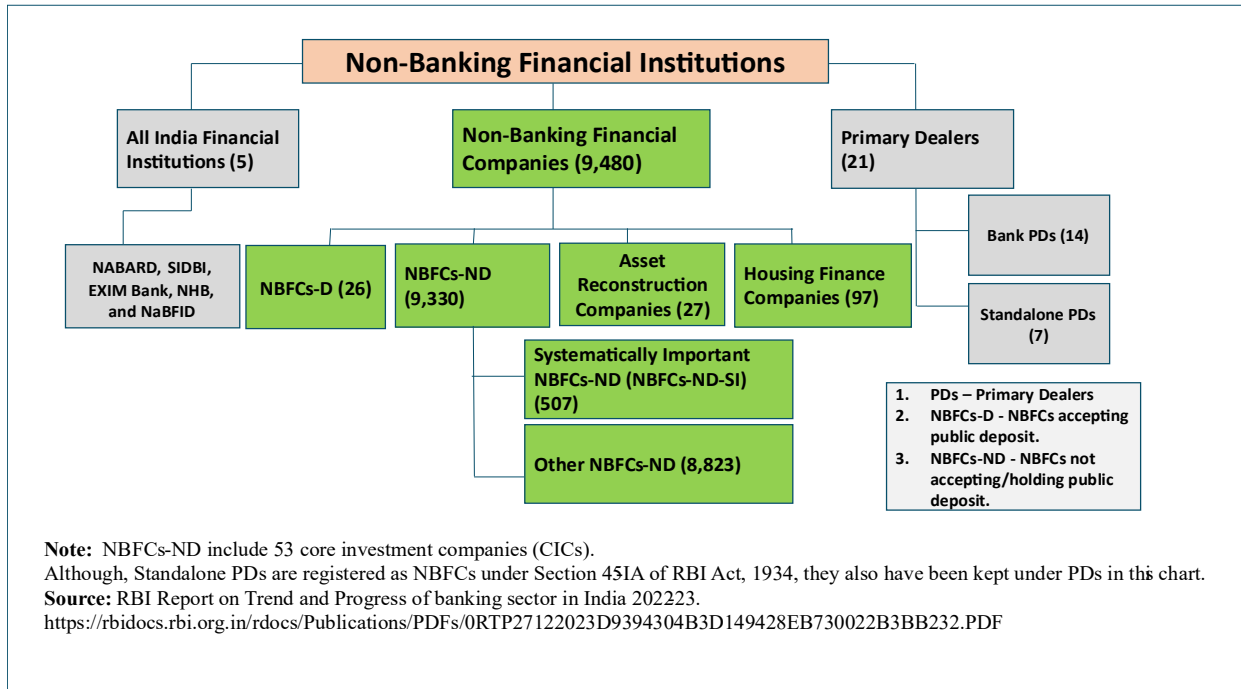 Non-Banking Financial Institutions
All India Financial
Institutions (5)
Non-Banking Financial
Companies (9,480)
Primary Dealers
(21)
NABARD, SIDBI,
EXIM Bank, NHB,
and NaBFID
NBFCs-D (26)
NBFCs-ND
(9,330)
Asset
Reconstruction
Companies (27)
Housing Finance
Companies (97)
Bank PDs (14)
Standalone PDs
(7)
Systematically Important
NBFCs-ND (NBFCs-ND-SI)
(507)
Other NBFCs-ND (8,823)
1. PDs – Primary Dealers
2. NBFCs-D - NBFCs accepting
public deposit.
3. NBFCs-ND - NBFCs not
accepting/holding public
deposit.
Note: NBFCs-ND include 53 core investment companies (CICs).
Although, Standalone PDs are registered as NBFCs under Section 45IA of RBI Act, 1934, they also have been kept under PDs in this chart.
Source: RBI Report on Trend and Progress of banking sector in India 202223.
https://rbidocs.rbi.org.in/rdocs/Publications/PDFs/0RTP27122023D9394304B3D149428EB730022B3BB232.PDF